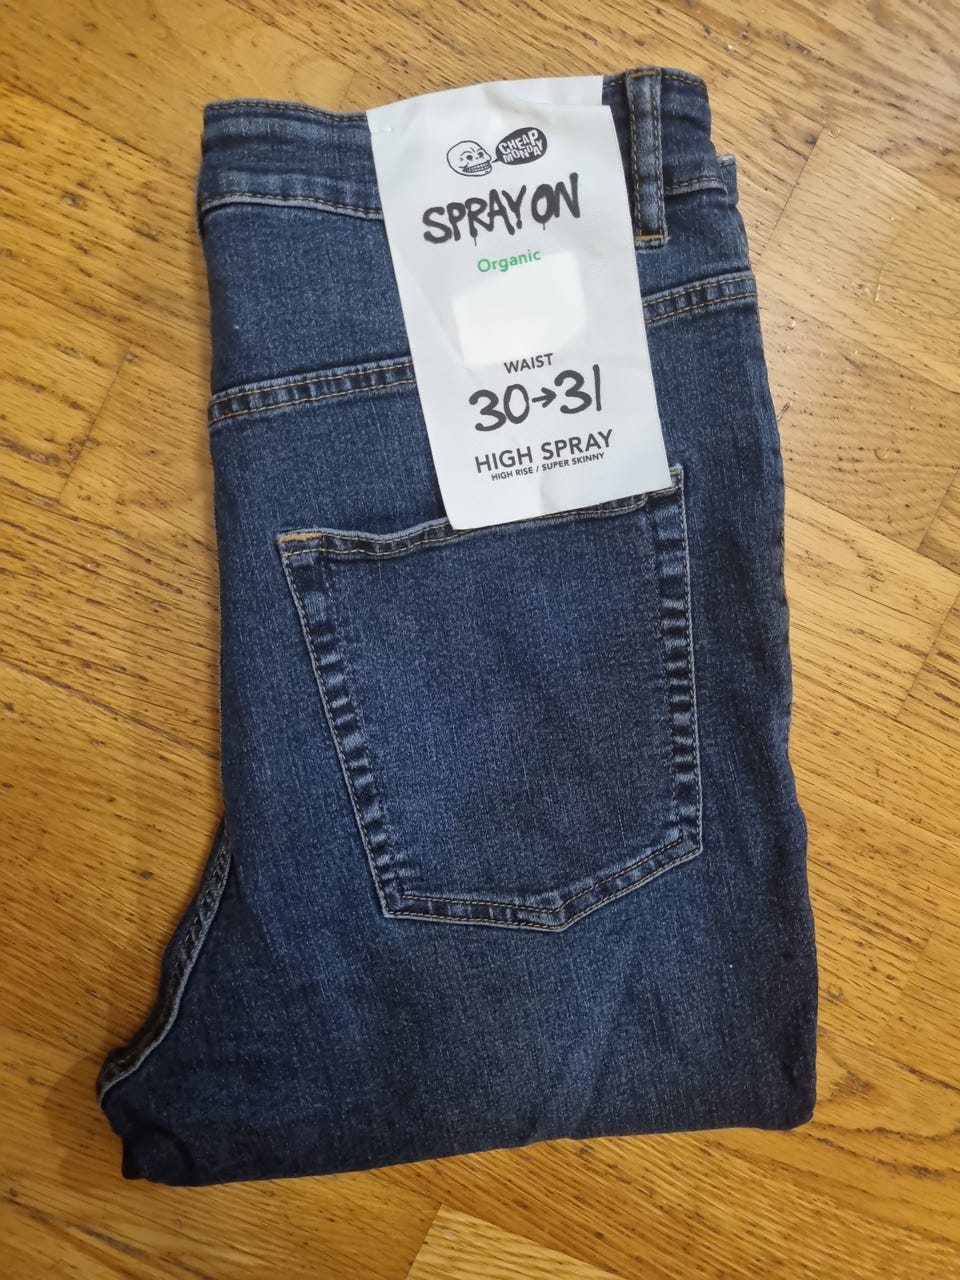 CHEAP
MONDAY
SPRAY ON
Organic
WAIST
30→31
HIGH SPRAY
HIGH RISE / SUPER SKINNY